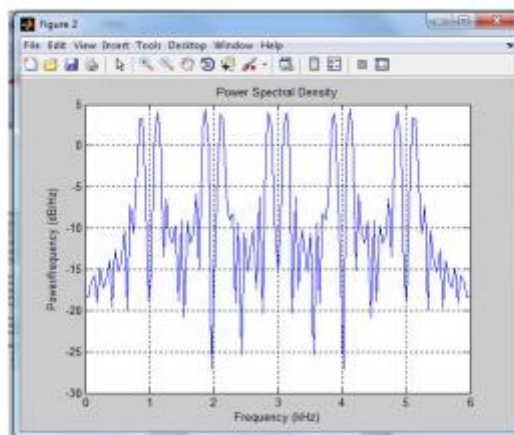 Figure 2
File Edit View Insert Tools Desktop Window Help
Power Spectral Density
Power/frequency (dB/Hz)
5
0
-5
-10
-15
-20
-25
-30
0 1 2 3 4 5 6
Frequency (kHz)